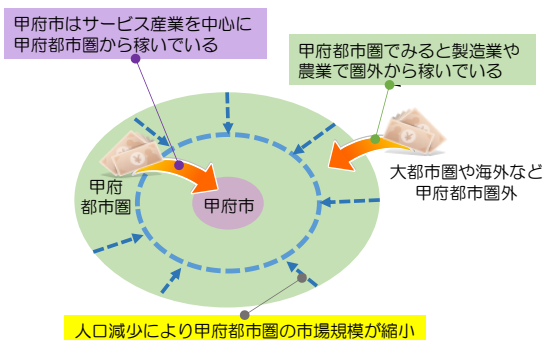 甲府市はサービス産業を中心に
甲府都市圏から稼いでいる
甲府都市圏でみると製造業や
農業で圏外から稼いでいる
甲府
都市圏
甲府市
大都市圏や海外など
甲府都市圏外
人口減少により甲府都市圏の市場規模が縮小